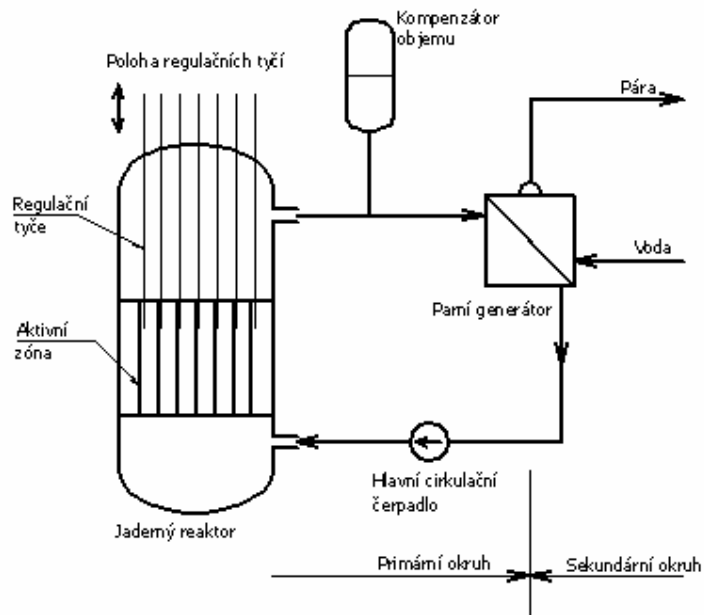 Kompenzátor
objemu
Poloha regulačních tyčí
Pára
Regulační
tyče
Voda
Parní generátor
Aktivní
zóna
Hlavní cirkulační
čerpadlo
Jaderný reaktor
Primární okruh
Sekundární okruh